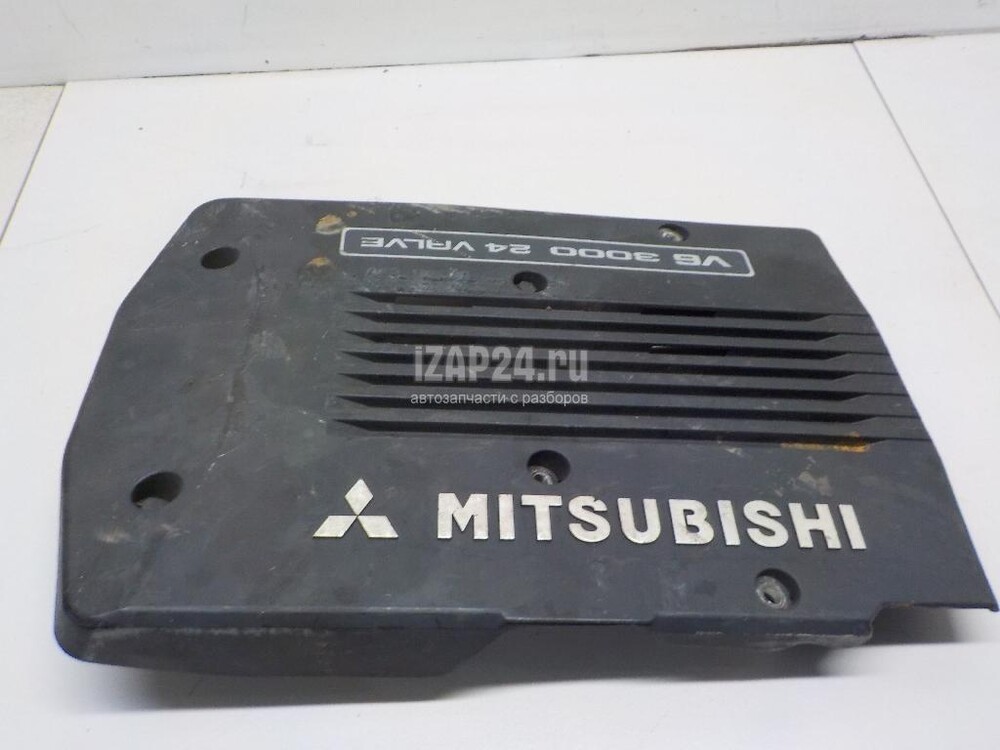 V6 3000 24 VALVE
iZAP24.ru
автозапчасти с разборов
MITSUBISHI